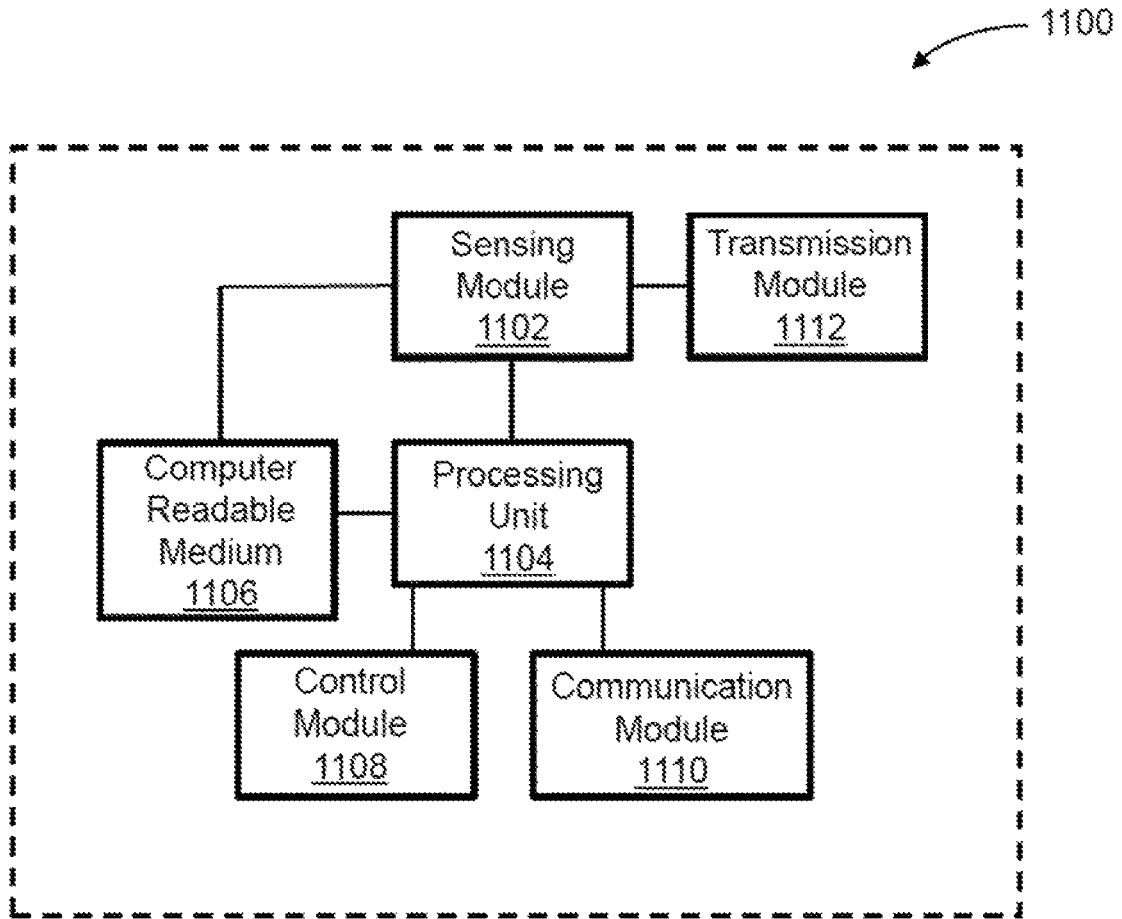 1100
Sensing
Module
1102
Transmission
Module
1112
Computer
Readable
Medium
1106
Processing
Unit
1104
Control
Module
1108
Communication
Module
1110